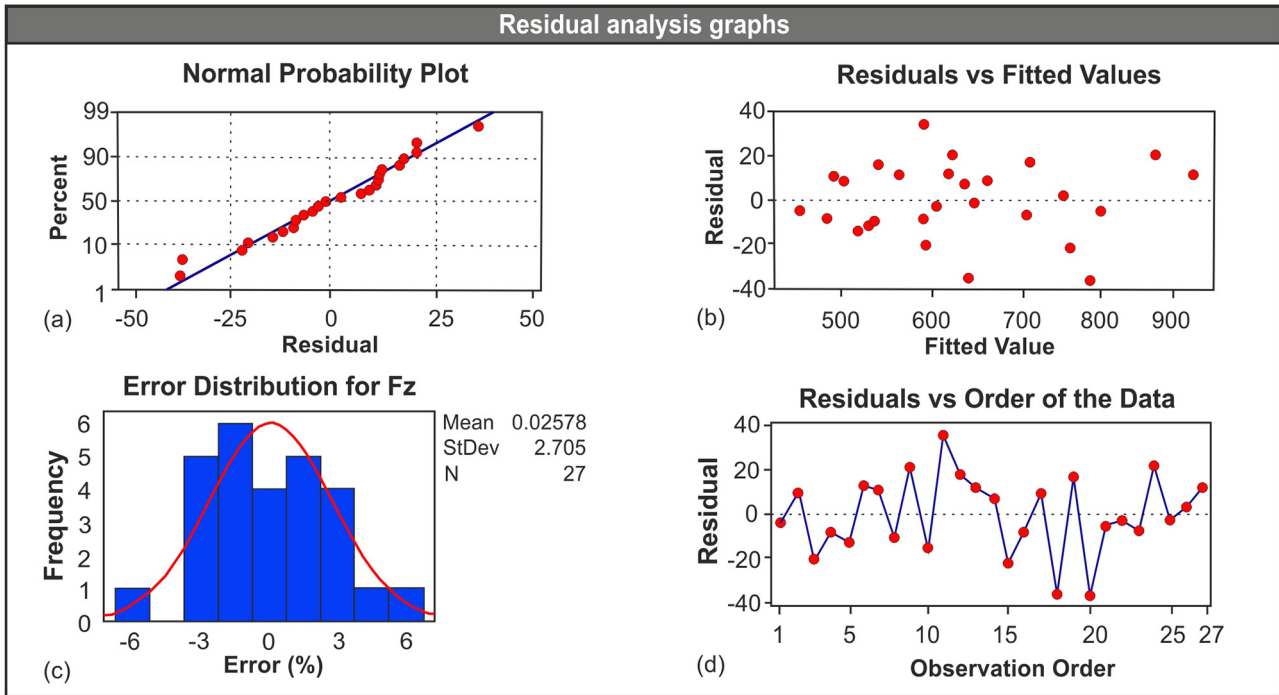 Residual analysis graphs
Normal Probability Plot
99
90
50
10
1
Percent
-50 -25 0 25 50
Residual
(a)
Residuals vs Fitted Values
40
20
0
-20
-40
Residual
500 600 700 800 900
Fitted Value
(b)
Error Distribution for Fz
6
5
4
3
2
1
0
Frequency
-6 -3 0 3 6
Error (%)
Mean 0.02578
StDev 2.705
N 27
(c)
Residuals vs Order of the Data
40
20
0
-20
-40
Residual
1 5 10 15 20 25 27
Observation Order
(d)